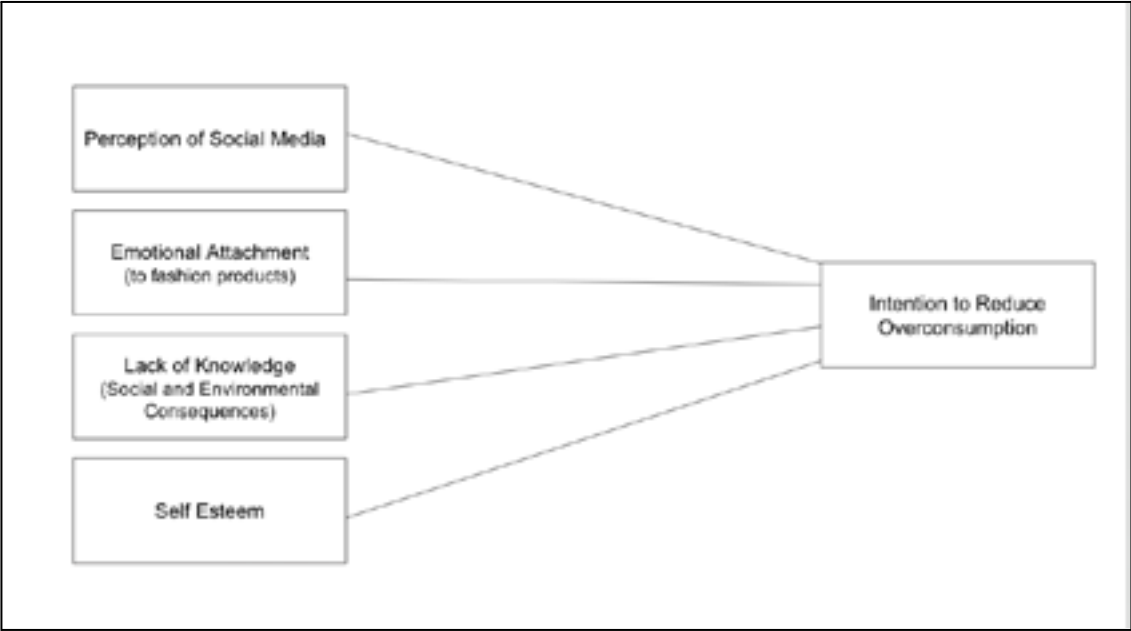 Perception of Social Media
Emotional Attachment
(to fashion products)
Lack of Knowledge
(Social and Environmental
Consequences)
Self Esteem
Intention to Reduce
Overconsumption